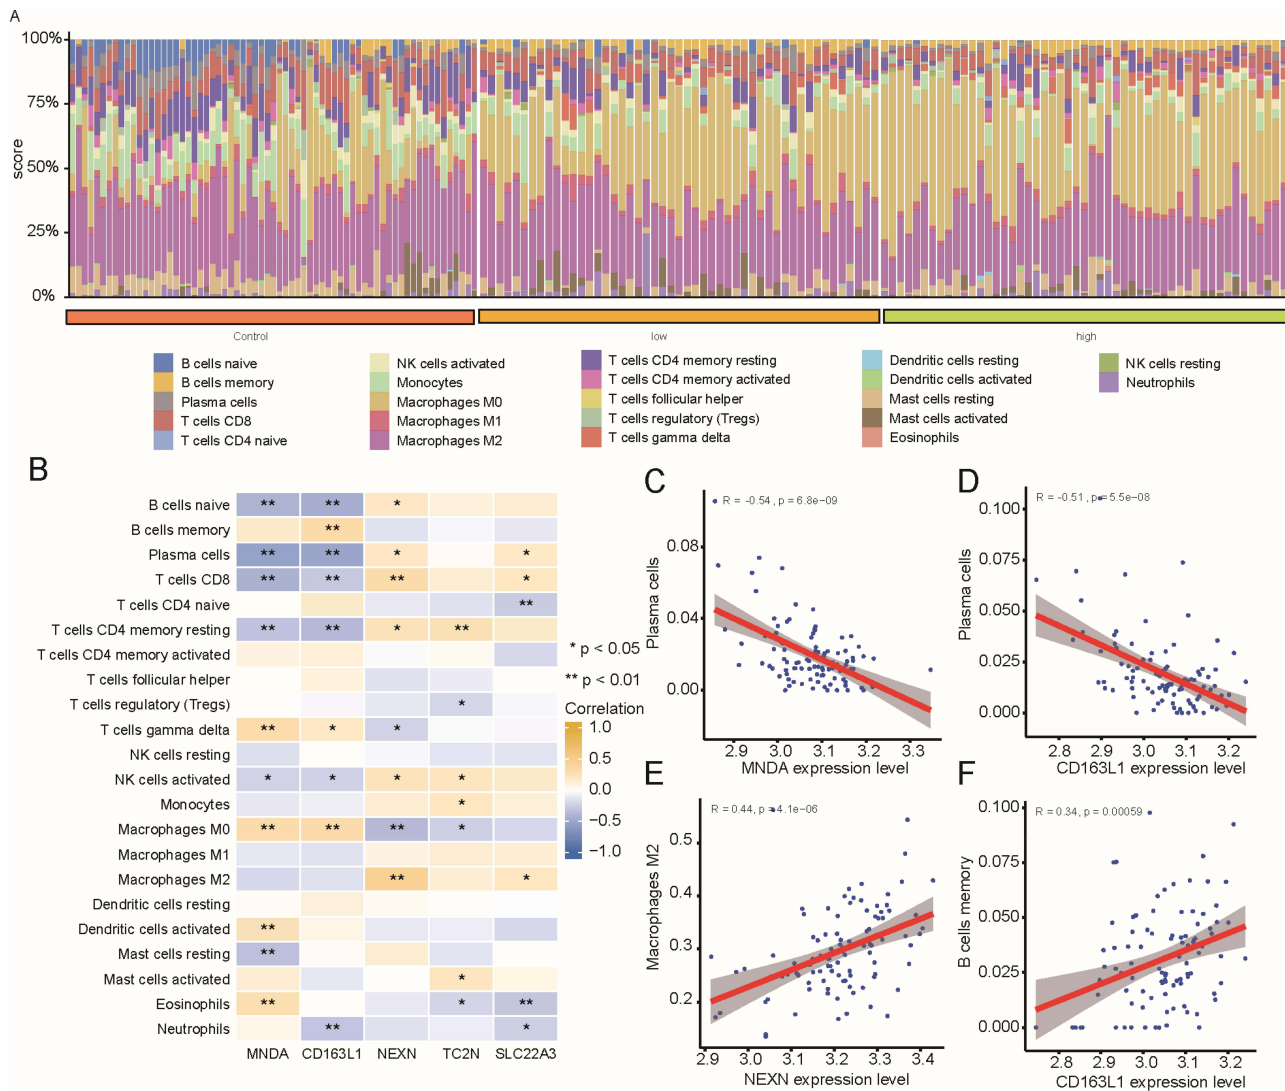 A
100%
75%
50%
25%
0%
score
Control
low
high
B cells naive
B cells memory
Plasma cells
T cells CD8
T cells CD4 naive
NK cells activated
Monocytes
Macrophages M0
Macrophages M1
Macrophages M2
T cells CD4 memory resting
T cells CD4 memory activated
T cells follicular helper
T cells regulatory (Tregs)
T cells gamma delta
Dendritic cells resting
Dendritic cells activated
Mast cells resting
Mast cells activated
Eosinophils
NK cells resting
Neutrophils
B
B cells naive ** ** *
B cells memory **
Plasma cells ** ** * *
T cells CD8 ** ** ** *
T cells CD4 naive **
T cells CD4 memory resting ** ** * **
T cells CD4 memory activated
T cells follicular helper
T cells regulatory (Tregs) *
T cells gamma delta ** * *
NK cells resting
NK cells activated * * * *
Monocytes *
Macrophages M0 ** ** ** *
Macrophages M1
Macrophages M2 ** *
Dendritic cells resting
Dendritic cells activated **
Mast cells resting **
Mast cells activated *
Eosinophils ** * **
Neutrophils ** *
MNDA CD163L1 NEXN TC2N SLC22A3
* p < 0.05
** p < 0.01
Correlation
1.0
0.5
0.0
−0.5
−1.0
C
R = -0.54 , p = 6.8e−09
Plasma cells
0.08
0.04
0.00
2.9 3.0 3.1 3.2 3.3
MNDA expression level
D
R = -0.51 , p = 5.5e−08
Plasma cells
0.100
0.075
0.050
0.025
0.000
2.8 2.9 3.0 3.1 3.2
CD163L1 expression level
E
R = 0.44 , p = 4.1e−06
Macrophages M2
0.5
0.4
0.3
0.2
2.9 3.0 3.1 3.2 3.3 3.4
NEXN expression level
F
R = 0.34 , p = 0.00059
B cells memory
0.100
0.075
0.050
0.025
0.000
2.8 2.9 3.0 3.1 3.2
CD163L1 expression level